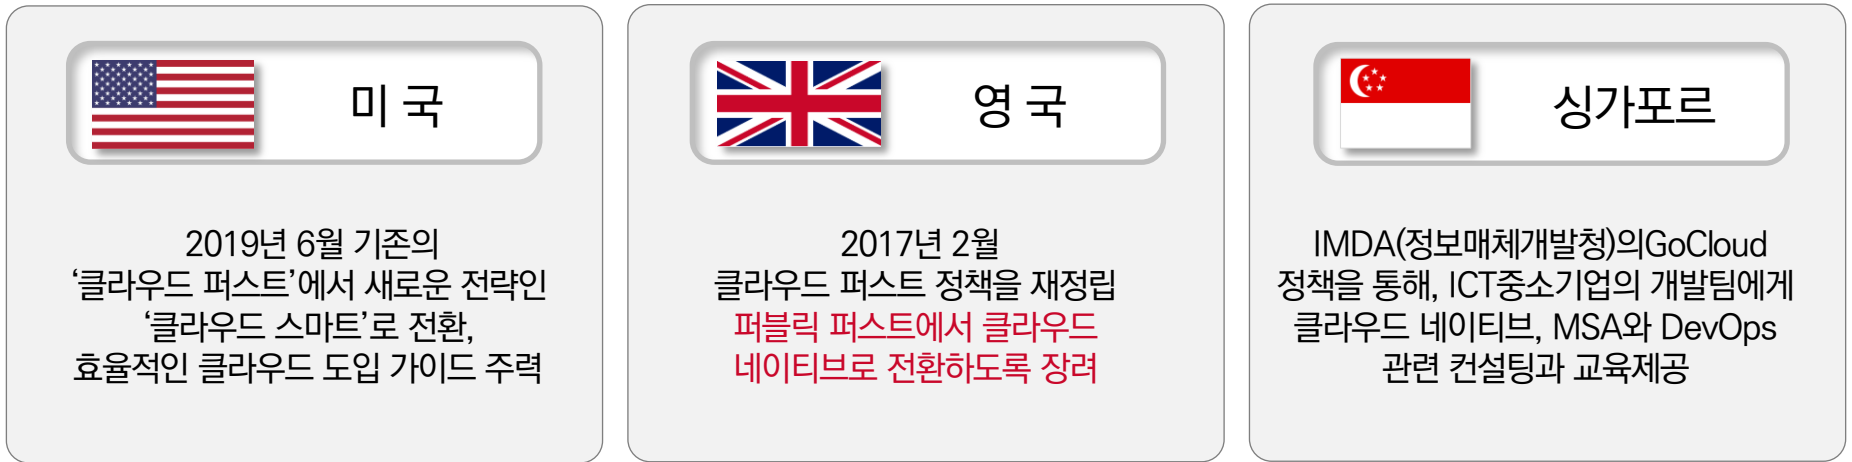 미 국
2019년 6월 기존의
‘클라우드 퍼스트’에서 새로운 전략인
‘클라우드 스마트’로 전환,
효율적인 클라우드 도입 가이드 주력
영 국
2017년 2월
클라우드 퍼스트 정책을 재정립
퍼블릭 퍼스트에서 클라우드
네이티브로 전환하도록 장려
싱가포르
IMDA(정보매체개발청)의GoCloud
정책을 통해, ICT중소기업의 개발팀에게
클라우드 네이티브, MSA와 DevOps
관련 컨설팅과 교육제공